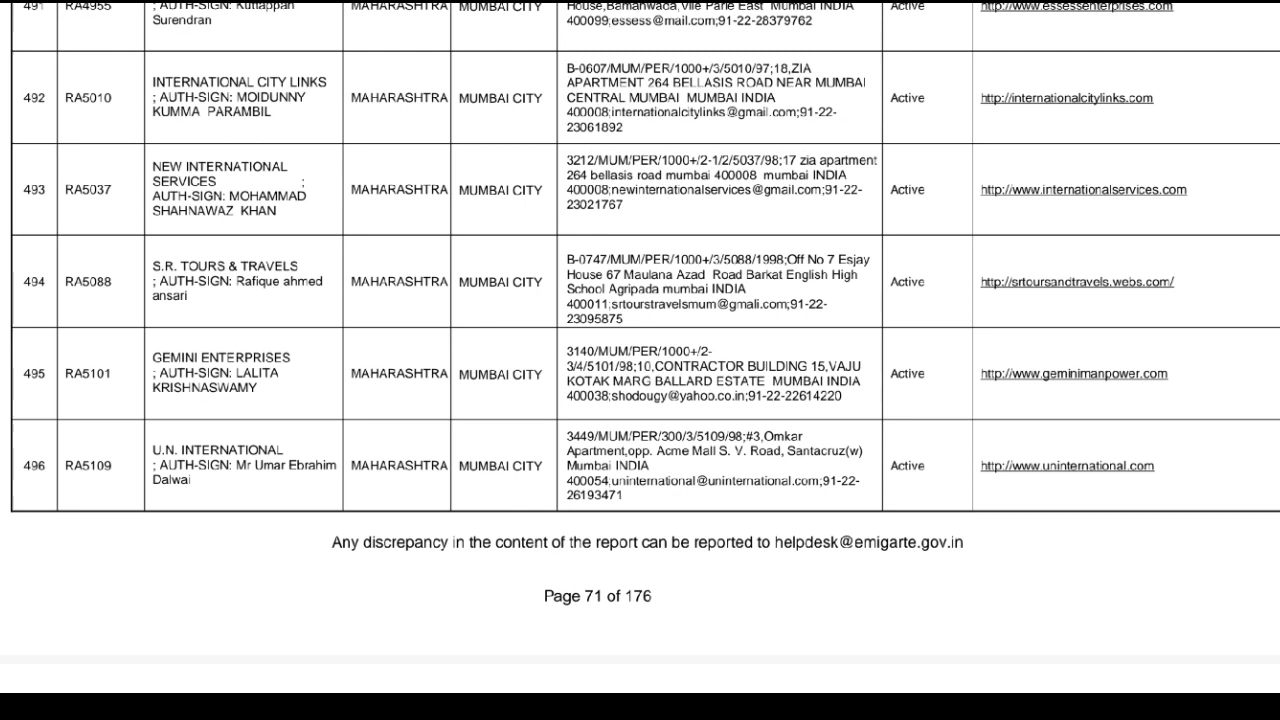 491 RA4955 ; AUTH-SIGN: Kuttappan MAHARASHTRA MUMBAI CITY House,Bamanwada,Vile Parle East Mumbai INDIA Active http://www.essessenterprises.com
Surendran 400099;essess@mail.com;91-22-28379762
492
RA5010
INTERNATIONAL CITY LINKS
; AUTH-SIGN: MOIDUNNY
KUMMA PARAMBIL
MAHARASHTRA
MUMBAI CITY
B-0607/MUM/PER/1000+/3/5010/97;18,ZIA
APARTMENT 264 BELLASIS ROAD NEAR MUMBAI
CENTRAL MUMBAI MUMBAI INDIA
400008;internationalcitylinks@gmail.com;91-22-
23061892
Active
http://internationalcitylinks.com
493
RA5037
NEW INTERNATIONAL
SERVICES ;
AUTH-SIGN: MOHAMMAD
SHAHNAWAZ KHAN
MAHARASHTRA
MUMBAI CITY
3212/MUM/PER/1000+/2-1/2/5037/98;17 zia apartment
264 bellasis road mumbai 400008 mumbai INDIA
400008;newinternationalservices@gmail.com;91-22-
23021767
Active
http://www.internationalservices.com
494
RA5088
S.R. TOURS & TRAVELS
; AUTH-SIGN: Rafique ahmed
ansari
MAHARASHTRA
MUMBAI CITY
B-0747/MUM/PER/1000+/3/5088/1998;Off No 7 Esjay
House 67 Maulana Azad Road Barkat English High
School Agripada mumbai INDIA
400011;srtourstravelsmum@gmali.com;91-22-
23095875
Active
http://srtoursandtravels.webs.com/
495
RA5101
GEMINI ENTERPRISES
; AUTH-SIGN: LALITA
KRISHNASWAMY
MAHARASHTRA
MUMBAI CITY
3140/MUM/PER/1000+/2-
3/4/5101/98;10,CONTRACTOR BUILDING 15,VAJU
KOTAK MARG BALLARD ESTATE MUMBAI INDIA
400038;shodougy@yahoo.co.in;91-22-22614220
Active
http://www.geminimanpower.com
496
RA5109
U.N. INTERNATIONAL
; AUTH-SIGN: Mr Umar Ebrahim
Dalwai
MAHARASHTRA
MUMBAI CITY
3449/MUM/PER/300/3/5109/98;#3,Omkar
Apartment,opp. Acme Mall S. V. Road, Santacruz(w)
Mumbai INDIA
400054;uninternational@uninternational.com;91-22-
26193471
Active
http://www.uninternational.com
Any discrepancy in the content of the report can be reported to helpdesk@emigarte.gov.in
Page 71 of 176